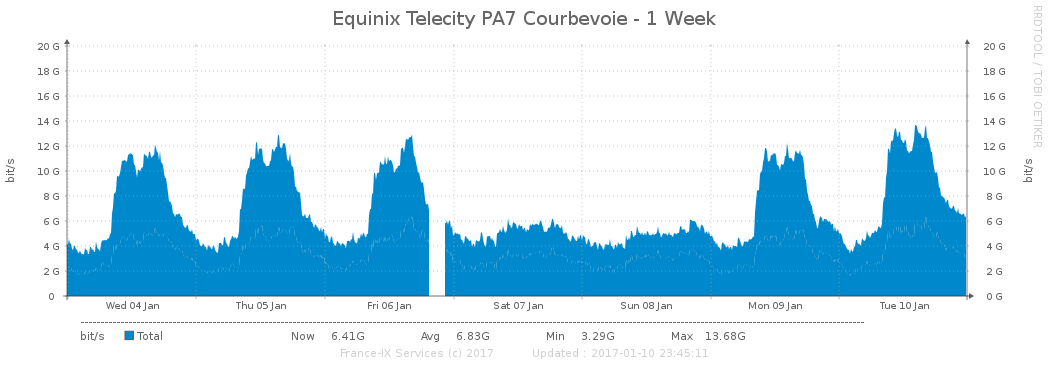 Equinix Telecity PA7 Courbevoie - 1 Week
RRDTOOL / TOBI OETIKER
bit/s
bit/s
20 G 20 G
18 G 18 G
16 G 16 G
14 G 14 G
12 G 12 G
10 G 10 G
8 G 8 G
6 G 6 G
4 G 4 G
2 G 2 G
0 0 G
Wed 04 Jan Thu 05 Jan Fri 06 Jan Sat 07 Jan Sun 08 Jan Mon 09 Jan Tue 10 Jan
bit/s Total Now 6.41G Avg 6.83G Min 3.29G Max 13.68G
France-IX Services (c) 2017 Updated : 2017-01-10 23:45:11